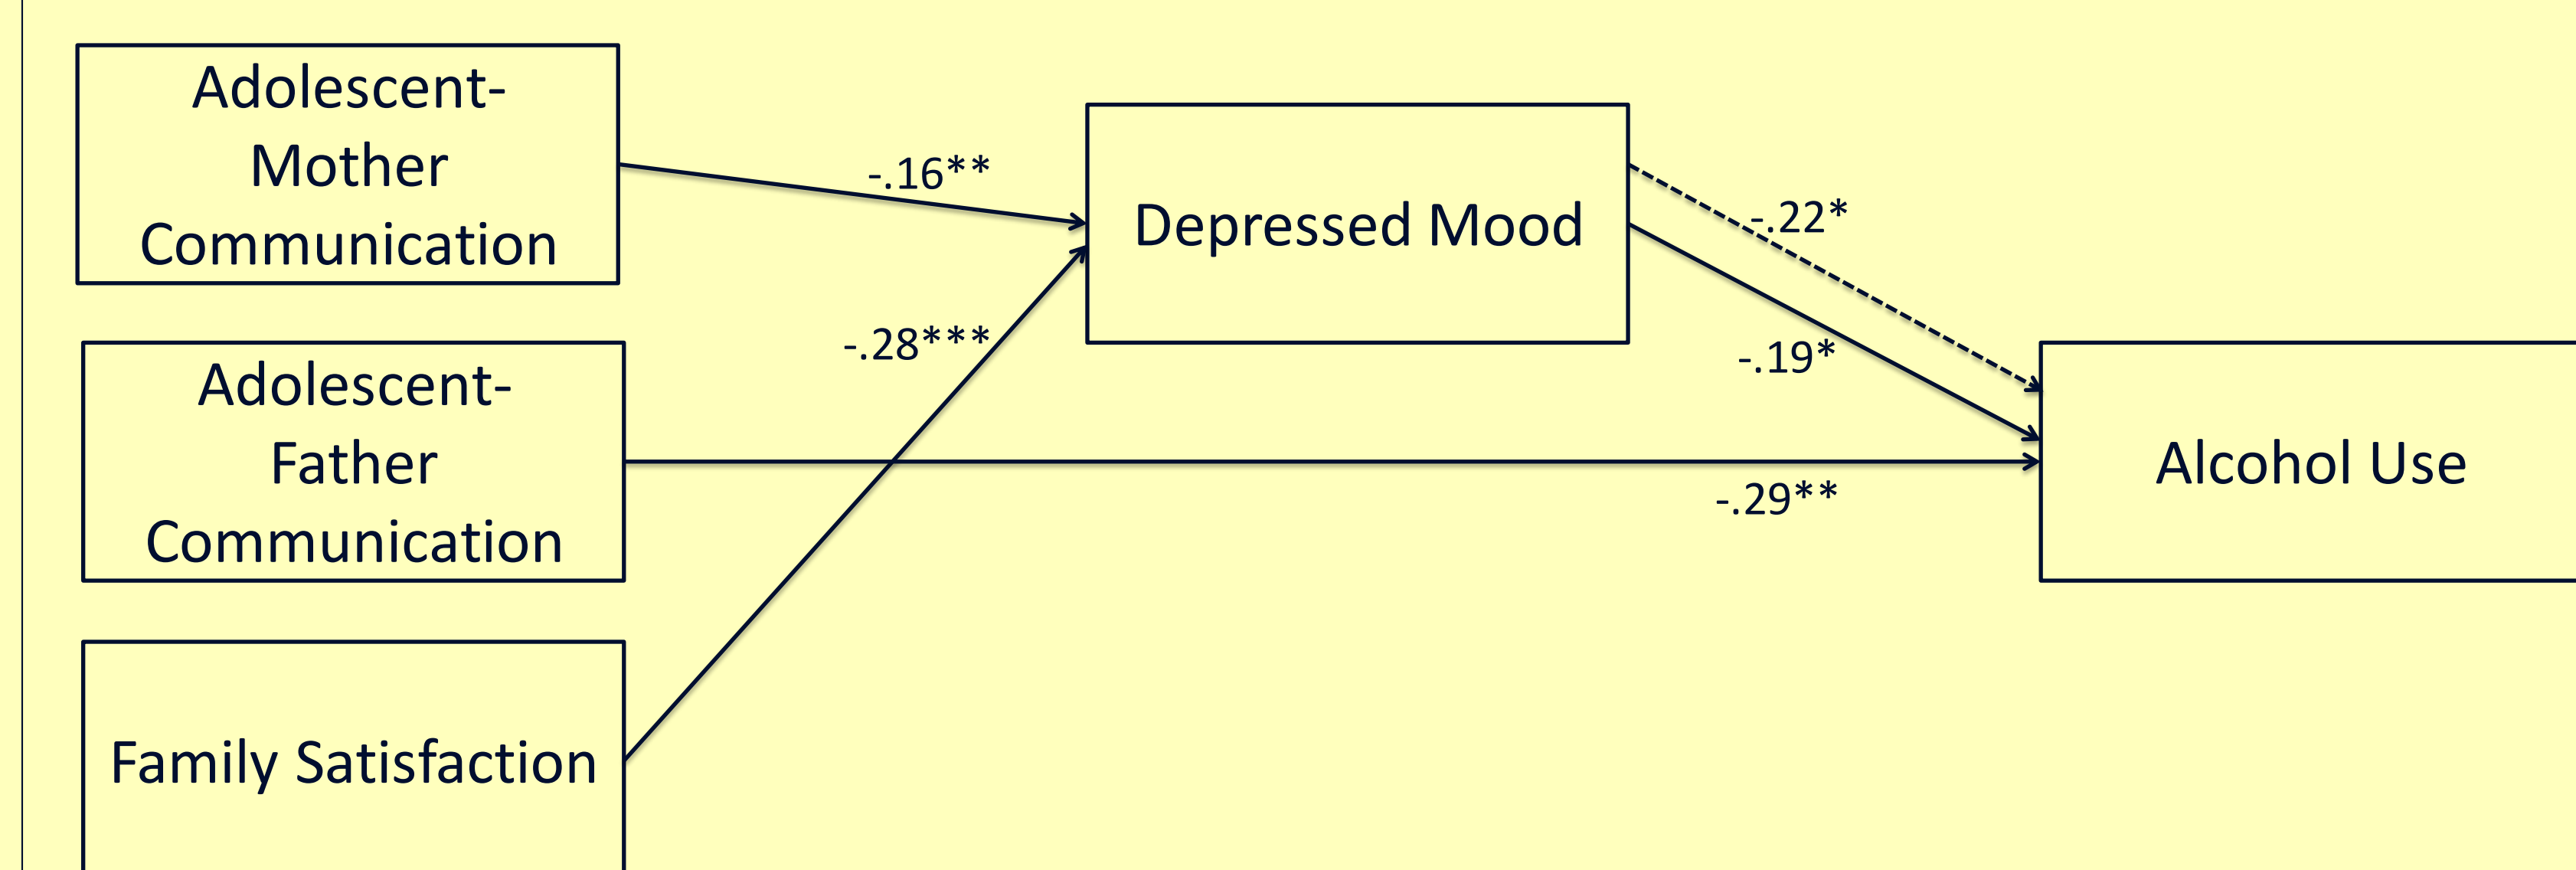 Adolescent-
Mother
Communication
-.16**
Depressed Mood
-.22*
-.28***
-.19*
Adolescent-
Father
Communication
-.29**
Alcohol Use
Family Satisfaction